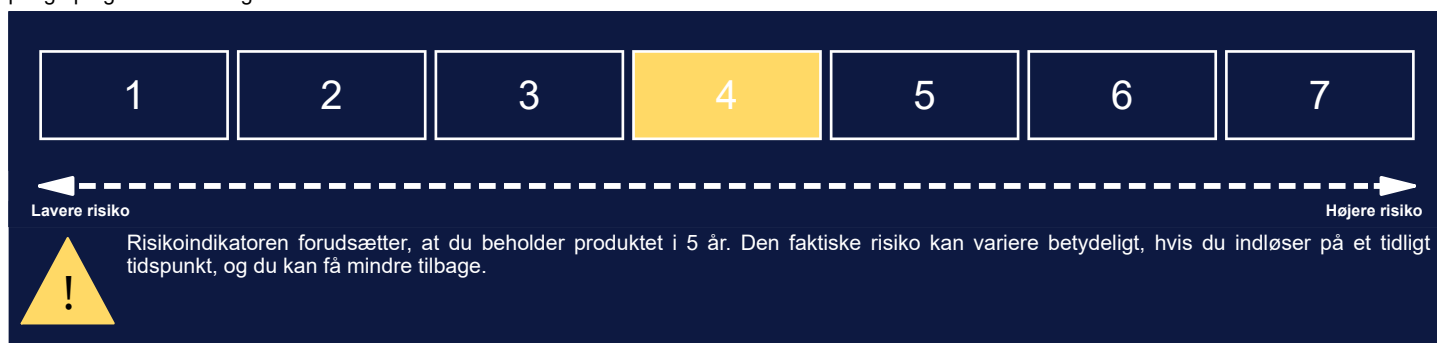 1 2 3 4 5 6 7
Lavere risiko Højere risiko
Risikoindikatoren forudsætter, at du beholder produktet i 5 år. Den faktiske risiko kan variere betydeligt, hvis du indløser på et tidligt
tidspunkt, og du kan få mindre tilbage.
!